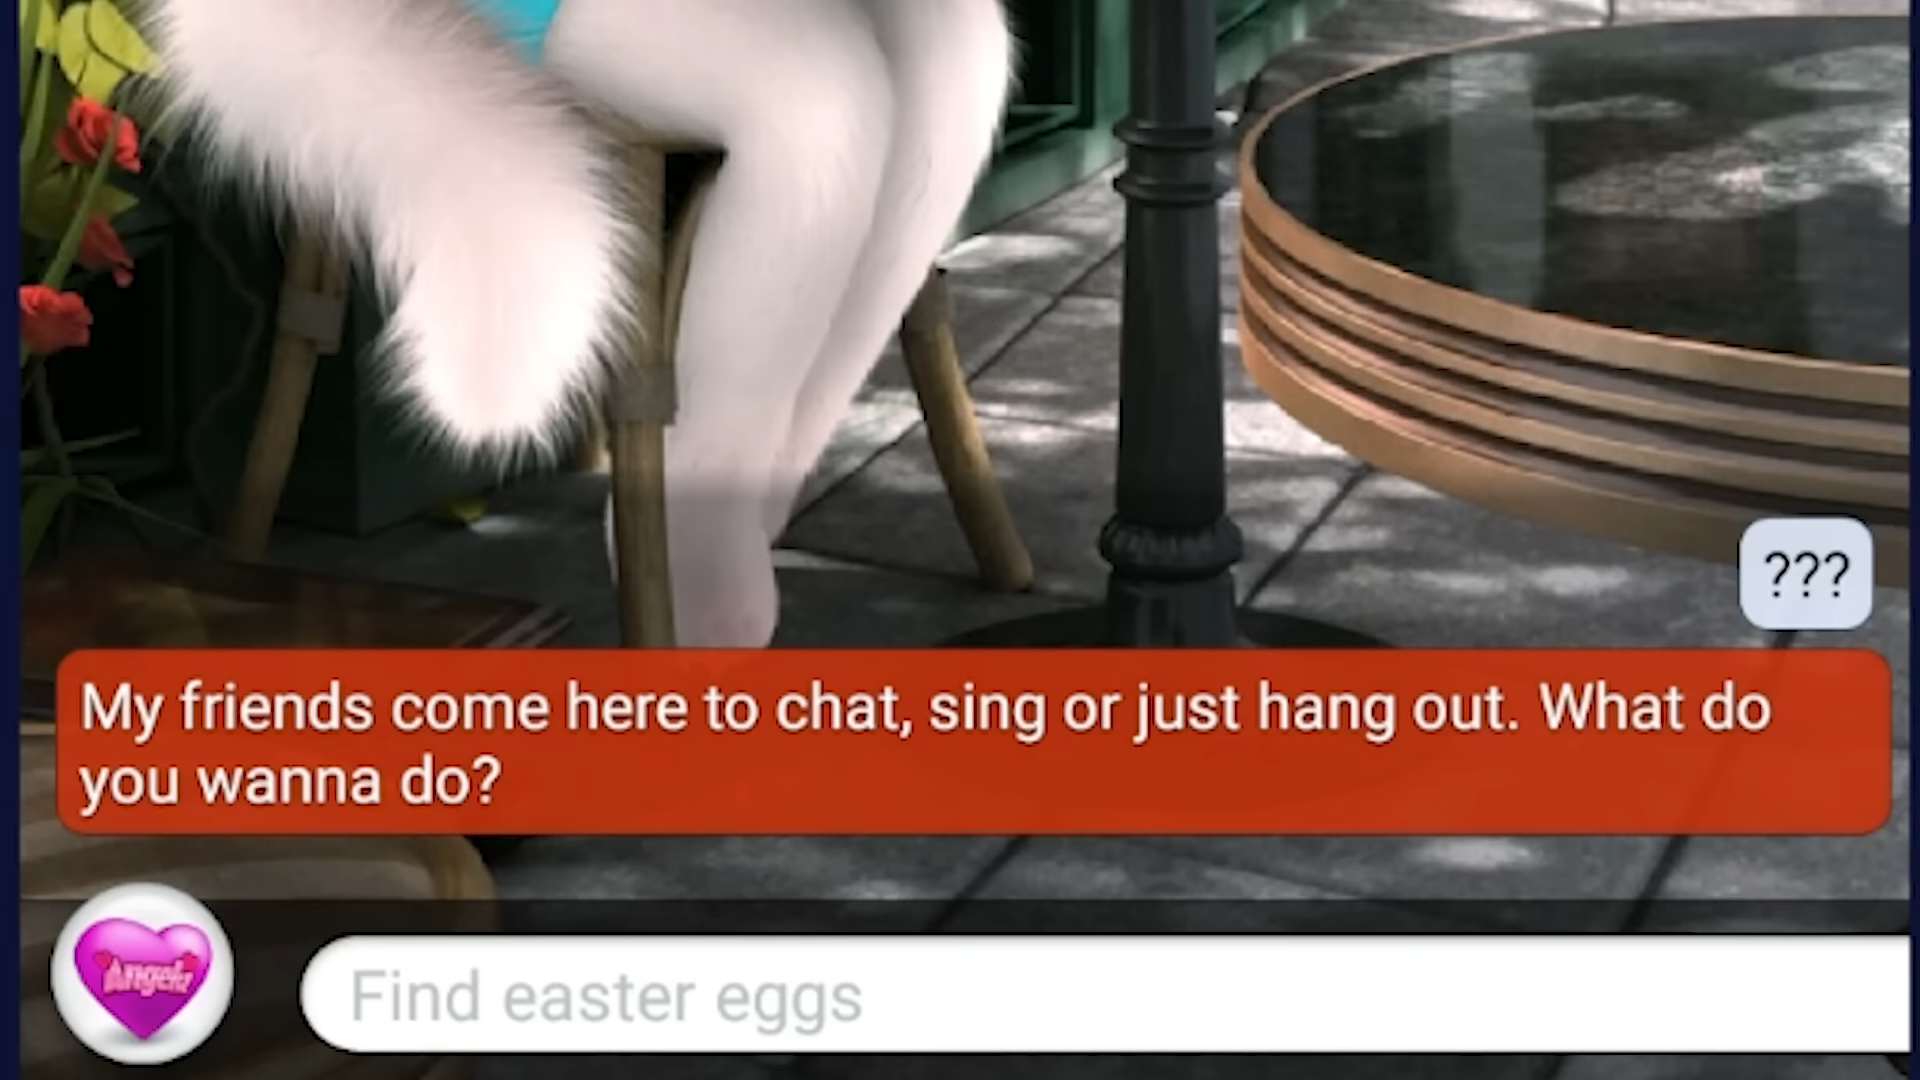 ???
My friends come here to chat, sing or just hang out. What do
you wanna do?
Angela
Find easter eggs